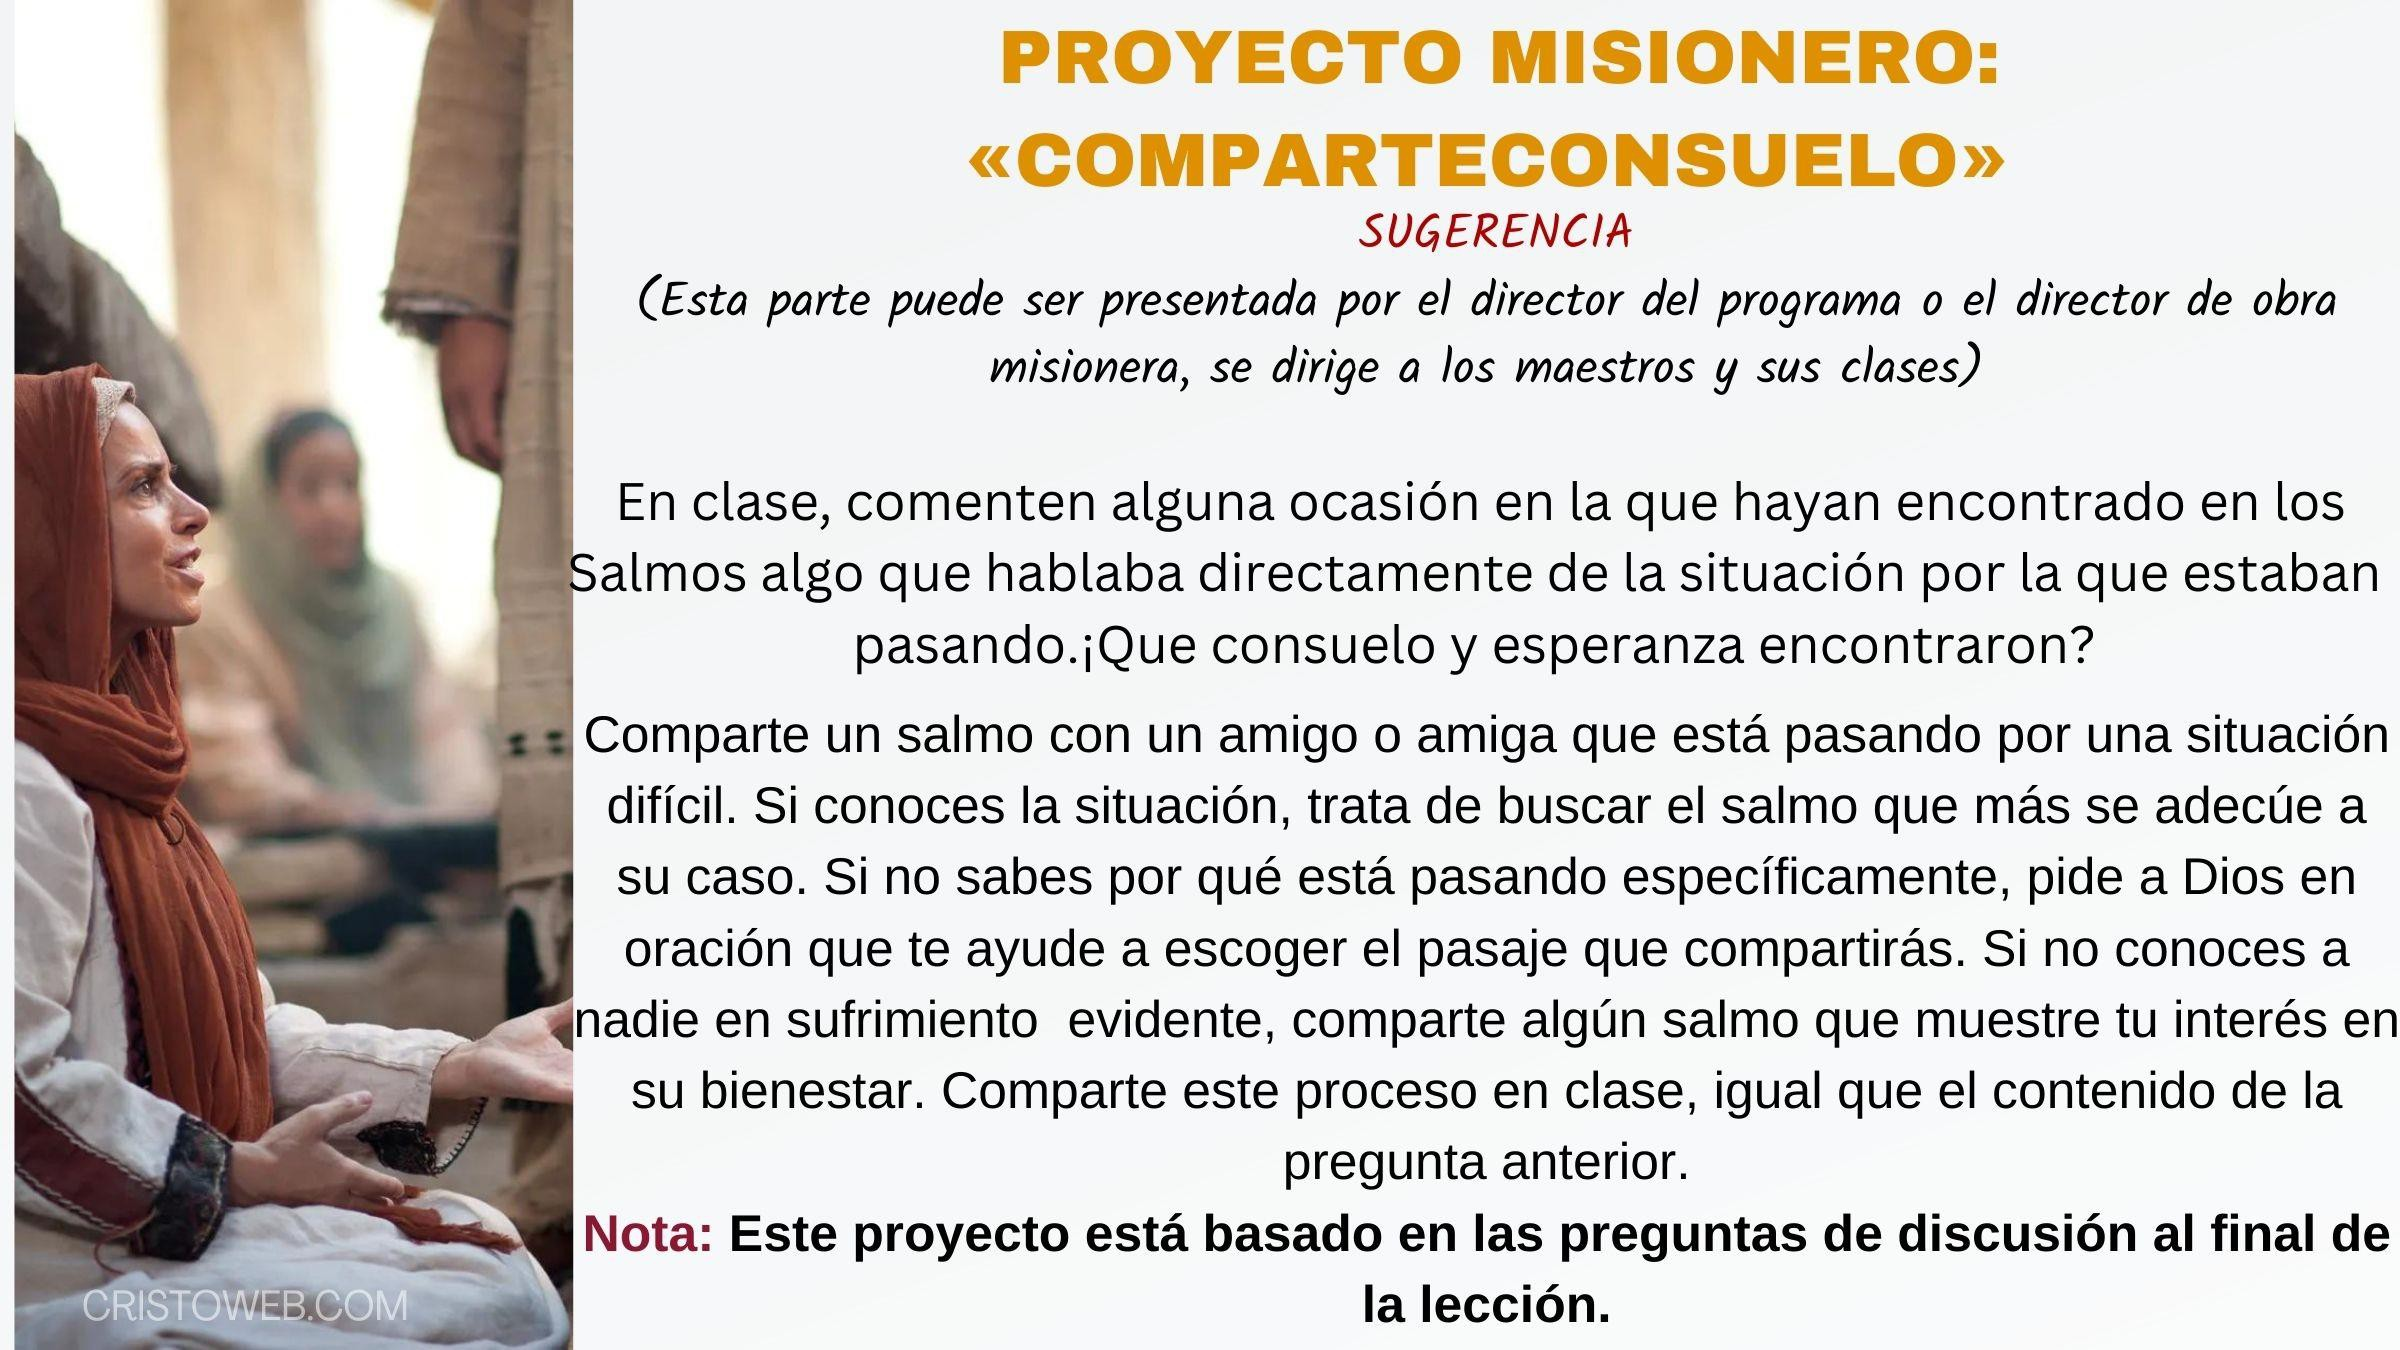 PROYECTO MISIONERO:
«COMPARTECONSUELO»
SUGERENCIA
(Esta parte puede ser presentada por el director del programa o el director de obra
misionera, se dirige a los maestros y sus clases)
En clase, comenten alguna ocasión en la que hayan encontrado en los
Salmos algo que hablaba directamente de la situación por la que estaban
pasando.¡Que consuelo y esperanza encontraron?
Comparte un salmo con un amigo o amiga que está pasando por una situación
difícil. Si conoces la situación, trata de buscar el salmo que más se adecúe a
su caso. Si no sabes por qué está pasando específicamente, pide a Dios en
oración que te ayude a escoger el pasaje que compartirás. Si no conoces a
nadie en sufrimiento  evidente, comparte algún salmo que muestre tu interés en
su bienestar. Comparte este proceso en clase, igual que el contenido de la
pregunta anterior.
Nota: Este proyecto está basado en las preguntas de discusión al final de
la lección.
CRISTOWEB.COM